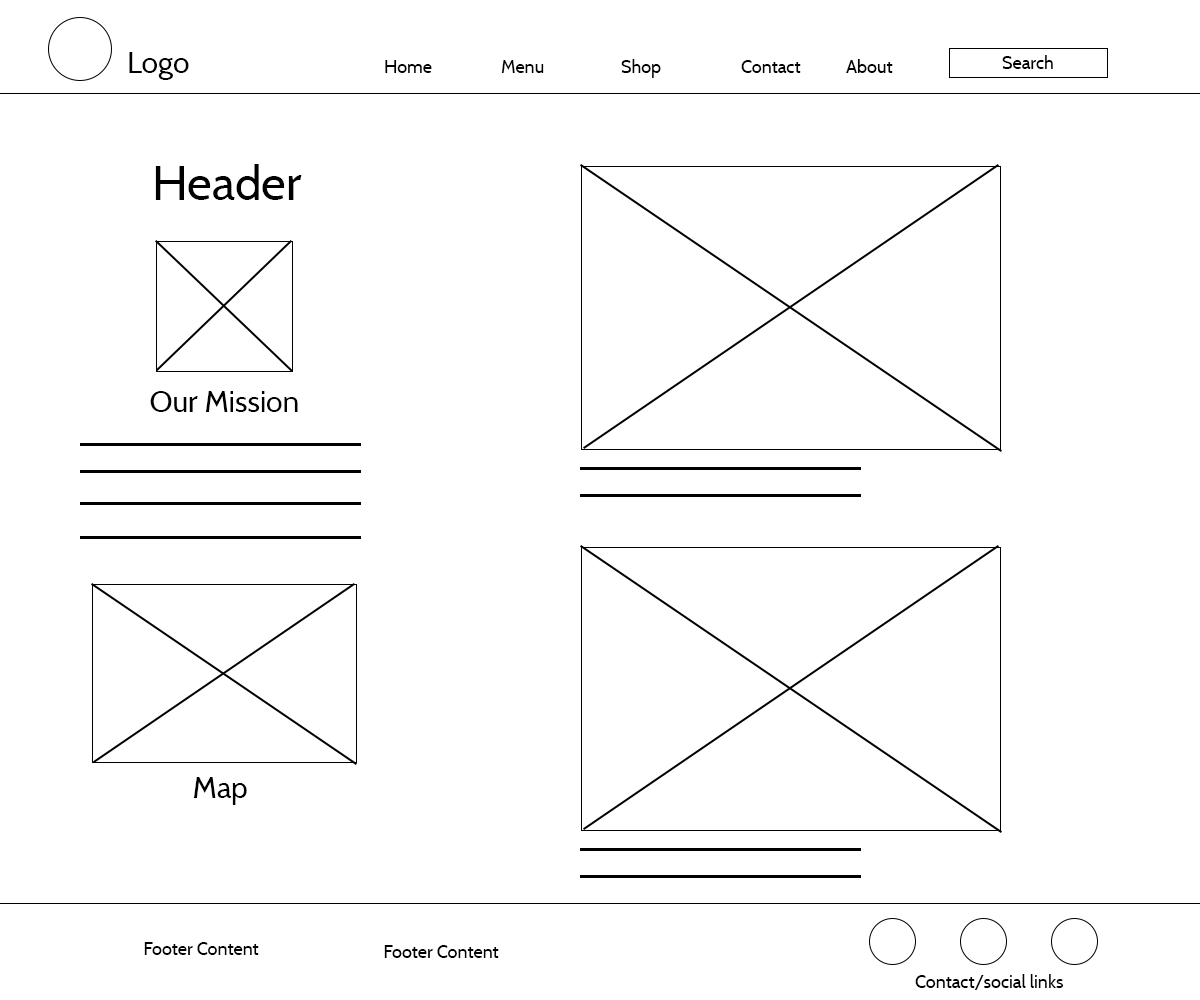 Logo
Home Menu Shop Contact About Search
Header
Our Mission
Map
Footer Content Footer Content
Contact/social links